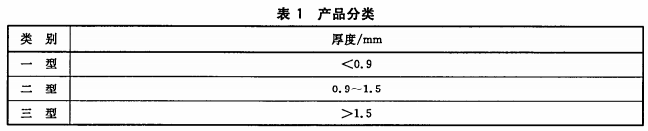 表 1 产品分类
类 别 厚度/mm
一 型 <0.9
二 型 0.9~1.5
三 型 >1.5